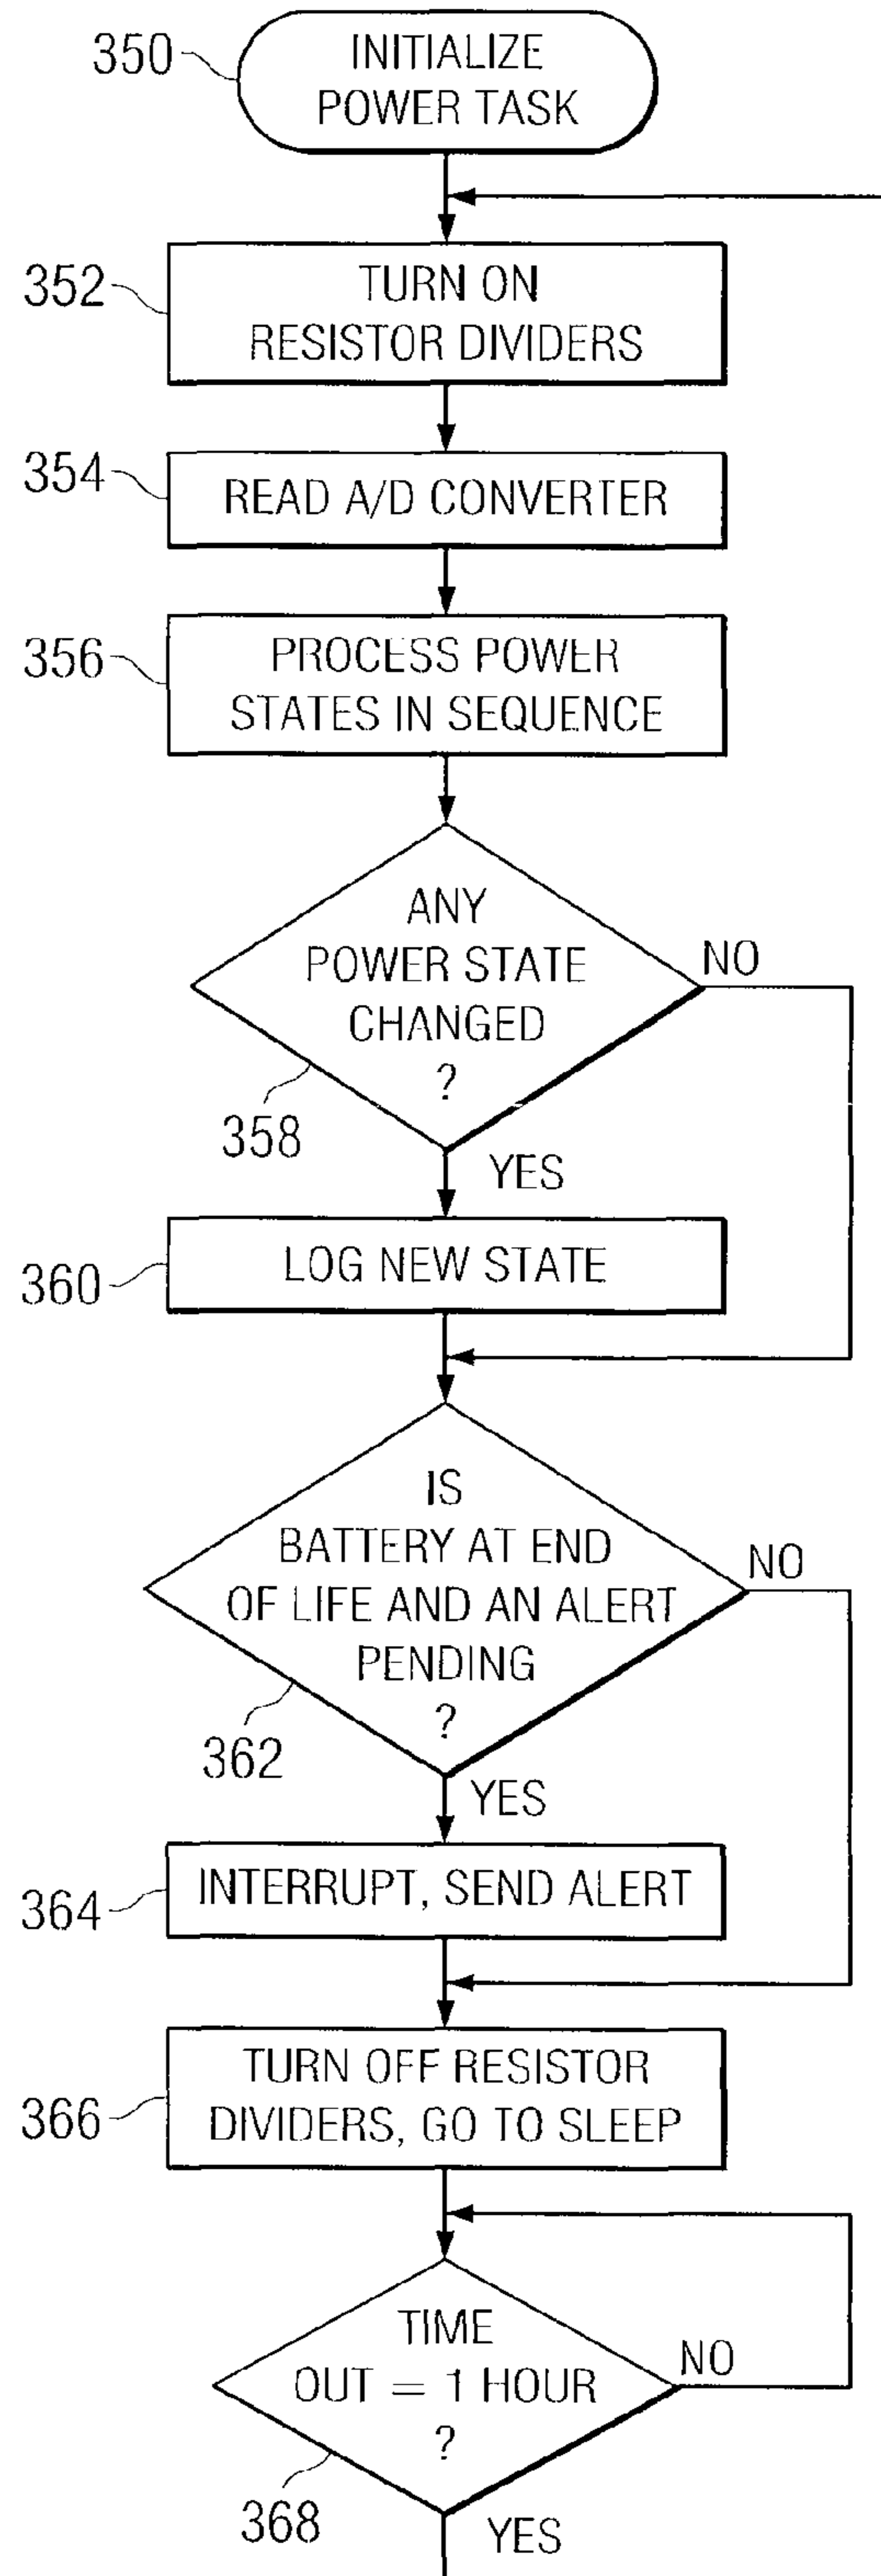 350
INITIALIZE
POWER TASK
352
TURN ON
RESISTOR DIVIDERS
354
READ A/D CONVERTER
356
PROCESS POWER
STATES IN SEQUENCE
ANY
POWER STATE
CHANGED
?
NO
358
YES
360
LOG NEW STATE
IS
BATTERY AT END
OF LIFE AND AN ALERT
PENDING
?
NO
362
YES
364
INTERRUPT, SEND ALERT
366
TURN OFF RESISTOR
DIVIDERS, GO TO SLEEP
TIME
OUT = 1 HOUR
?
NO
368
YES